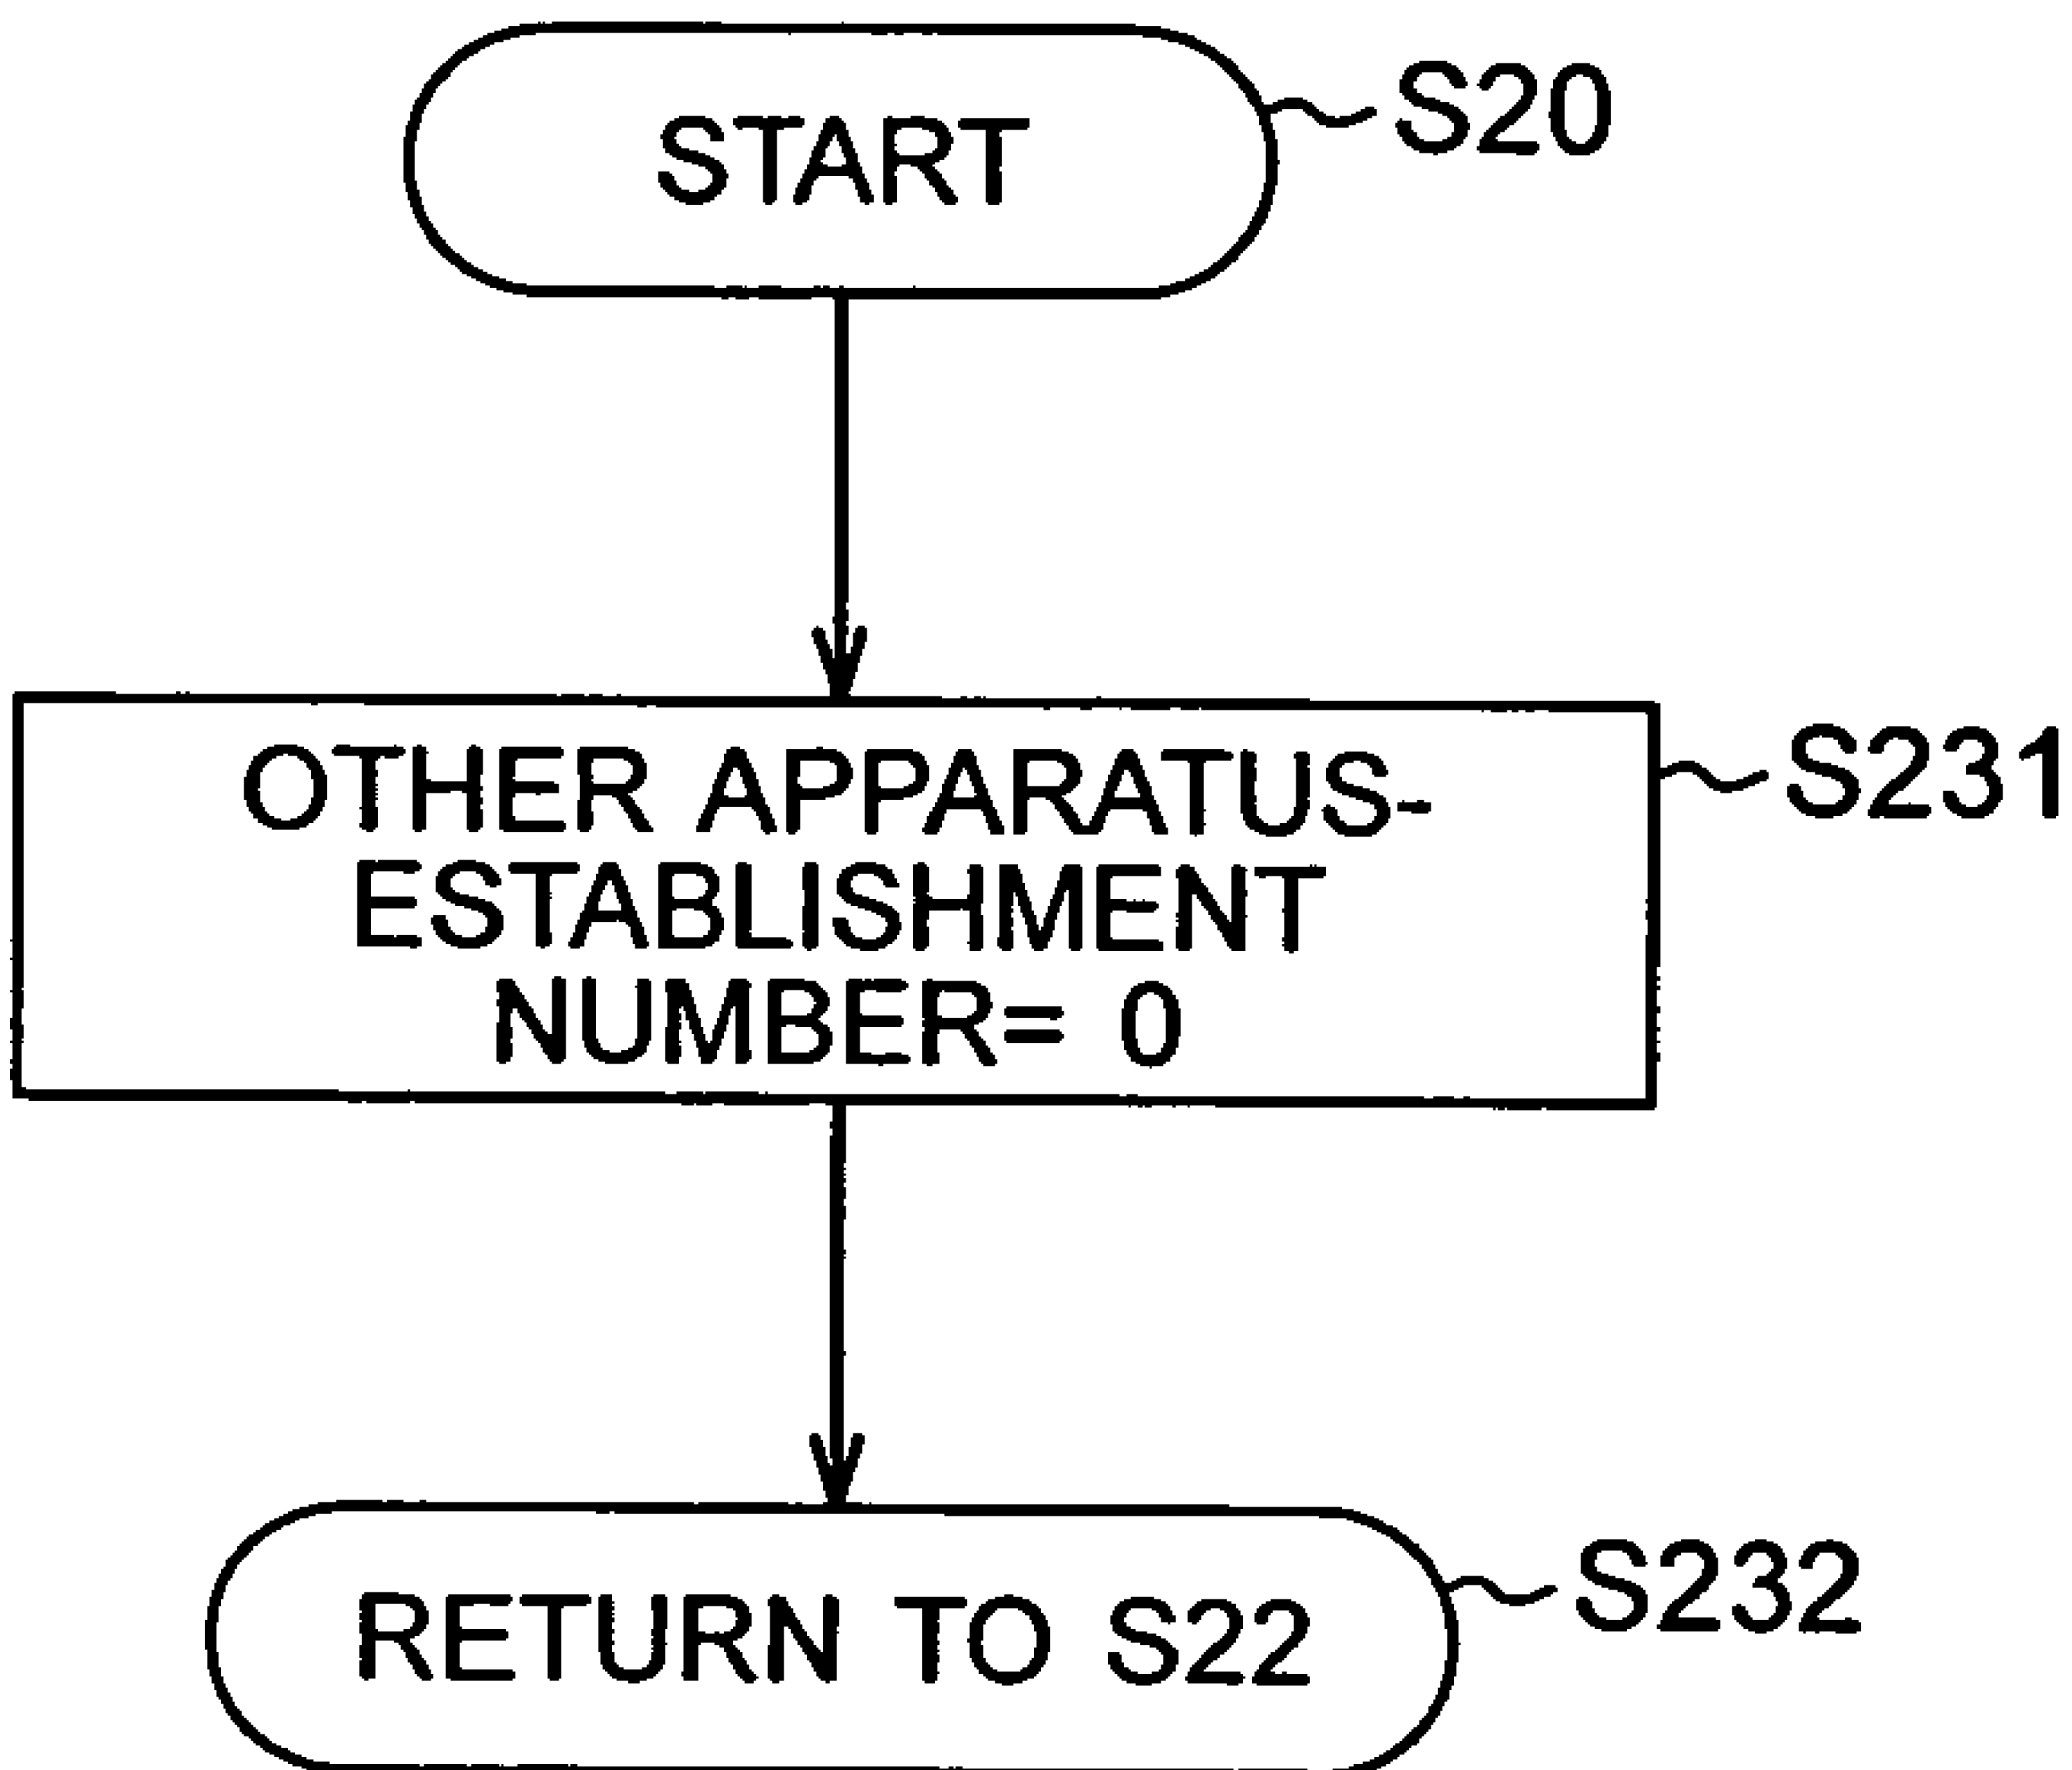 START
S20
OTHER APPARATUS-
ESTABLISHMENT
NUMBER= 0
S231
RETURN TO S22
S232